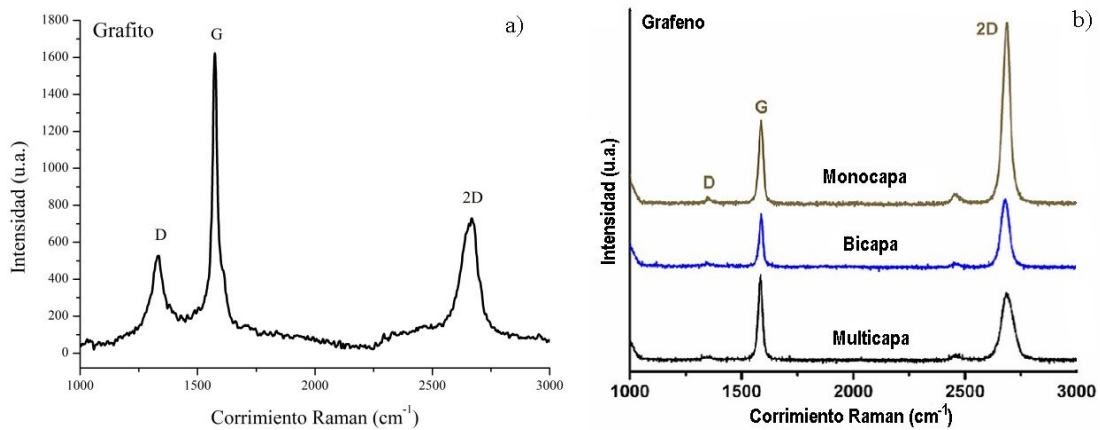 Grafito
a)
G
D
2D
Intensidad (u.a.)
1800
1600
1400
1200
1000
800
600
400
200
0
1000
1500
2000
2500
3000
Corrimiento Raman (cm⁻¹)
Grafeno
b)
2D
G
D
Monocapa
Bicapa
Multicapa
Intensidad (u.a.)
1000
1500
2000
2500
3000
Corrimiento Raman (cm⁻¹)